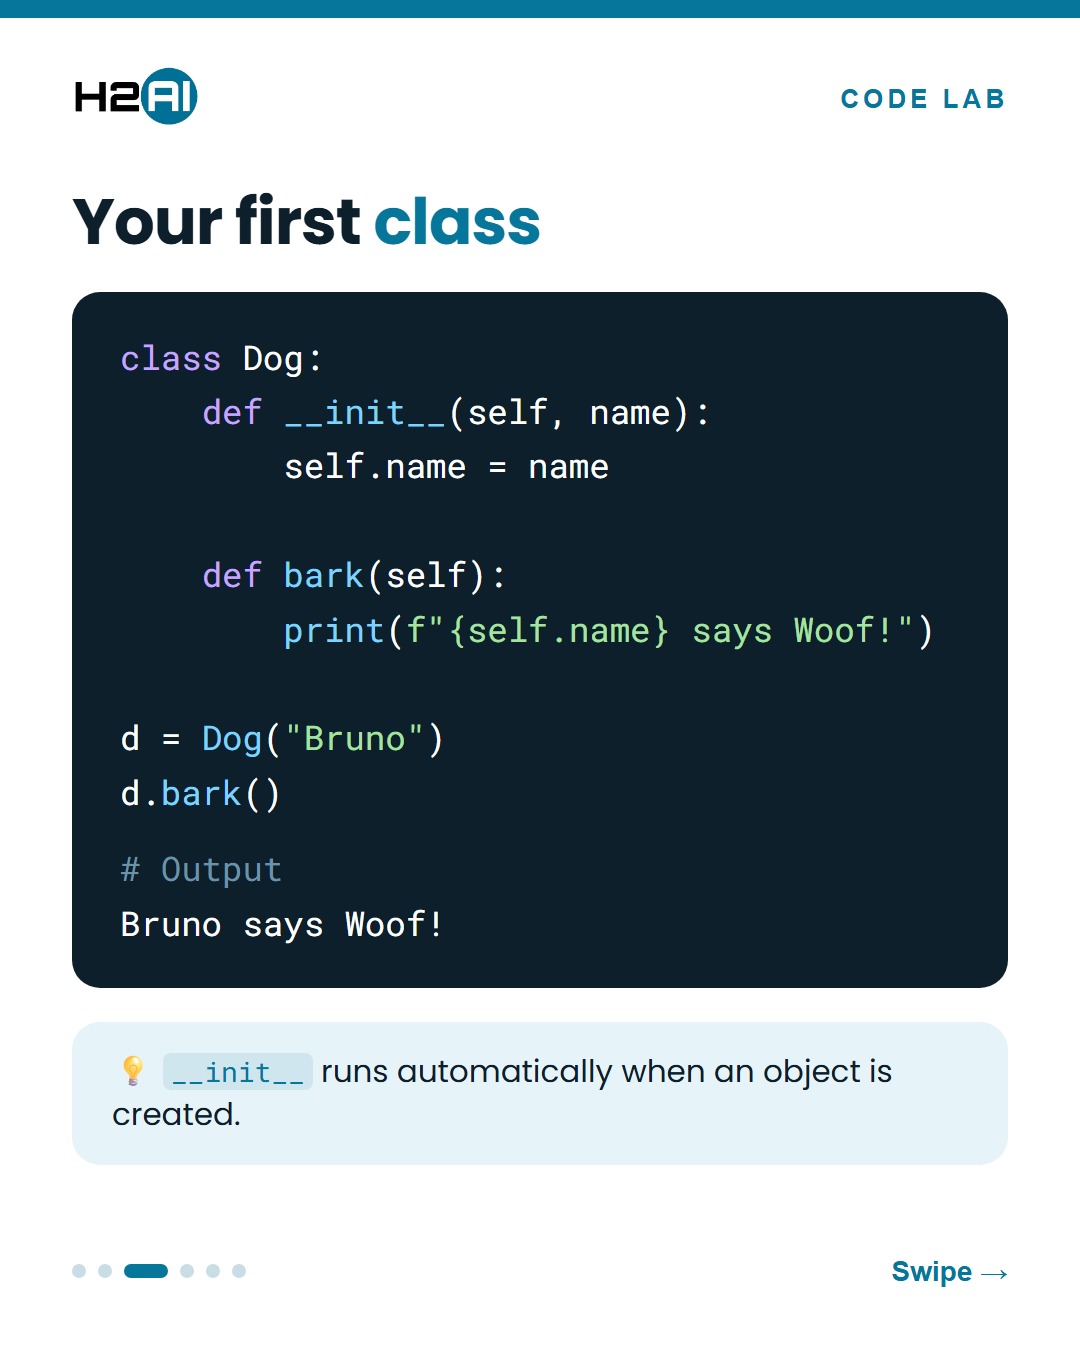 H2AI
CODE LAB
Your first class
class Dog:
    def __init__(self, name):
        self.name = name
    def bark(self):
        print(f"{self.name} says Woof!")
d = Dog("Bruno")
d.bark()
# Output
Bruno says Woof!
💡 __init__ runs automatically when an object is
created.
Swipe →